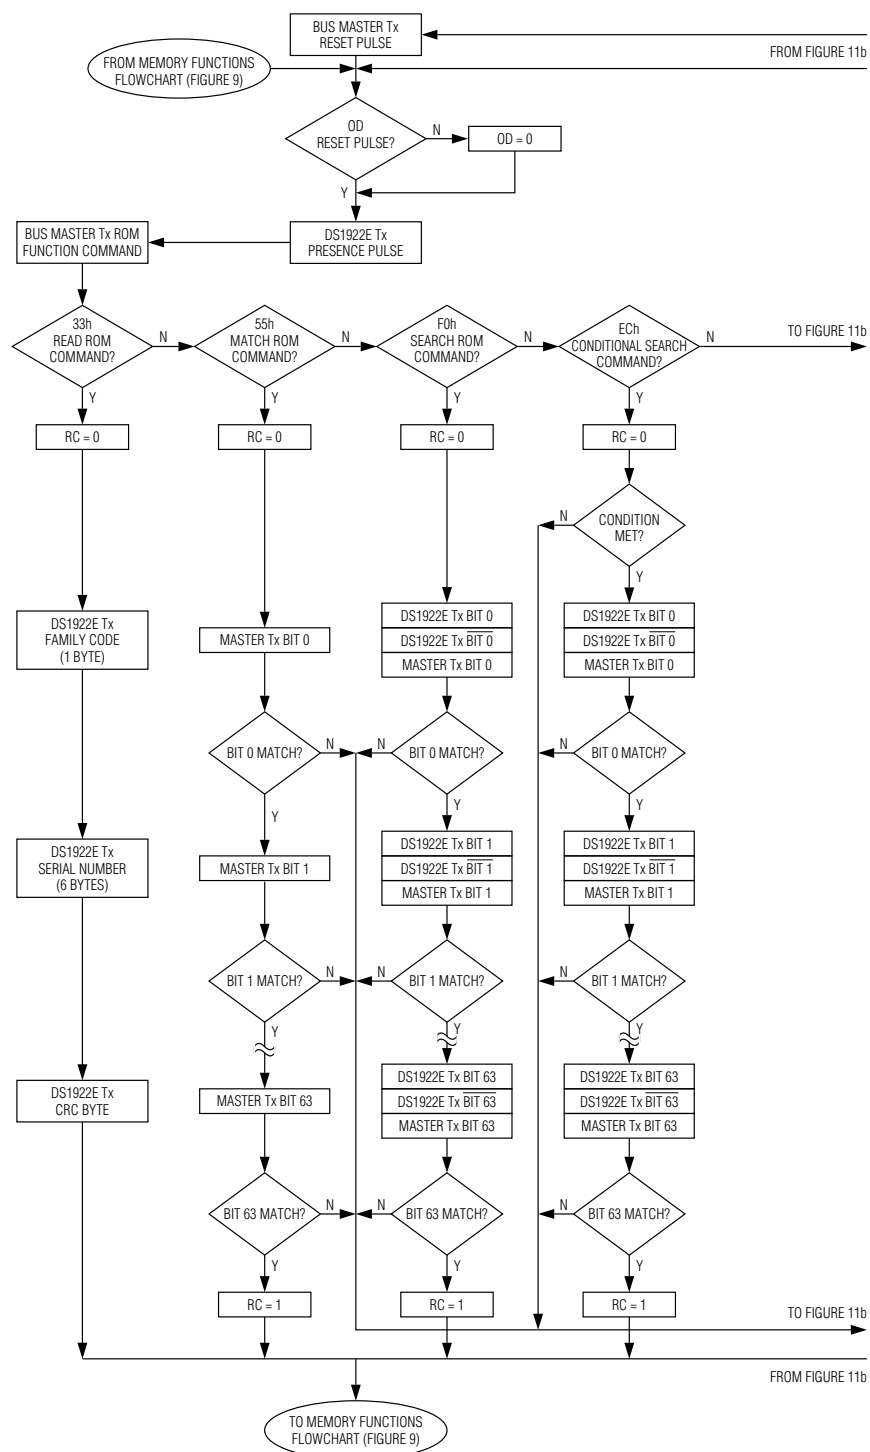 BUS MASTER Tx
RESET PULSE
FROM FIGURE 11b
FROM MEMORY FUNCTIONS
FLOWCHART (FIGURE 9)
OD
RESET PULSE?
N
OD = 0
Y
BUS MASTER Tx ROM
FUNCTION COMMAND
DS1922E Tx
PRESENCE PULSE
33h
READ ROM
COMMAND?
N
55h
MATCH ROM
COMMAND?
N
F0h
SEARCH ROM
COMMAND?
N
ECh
CONDITIONAL SEARCH
COMMAND?
N
TO FIGURE 11b
Y
Y
Y
Y
RC = 0
RC = 0
RC = 0
RC = 0
N
CONDITION
MET?
Y
DS1922E Tx
FAMILY CODE
(1 BYTE)
MASTER Tx BIT 0
DS1922E Tx BIT 0
DS1922E Tx BIT 0
MASTER Tx BIT 0
DS1922E Tx BIT 0
DS1922E Tx BIT 0
MASTER Tx BIT 0
BIT 0 MATCH?
N
N
BIT 0 MATCH?
N
BIT 0 MATCH?
Y
Y
Y
DS1922E Tx
SERIAL NUMBER
(6 BYTES)
MASTER Tx BIT 1
DS1922E Tx BIT 1
DS1922E Tx BIT 1
MASTER Tx BIT 1
DS1922E Tx BIT 1
DS1922E Tx BIT 1
MASTER Tx BIT 1
BIT 1 MATCH?
N
N
BIT 1 MATCH?
N
BIT 1 MATCH?
Y
Y
Y
DS1922E Tx
CRC BYTE
MASTER Tx BIT 63
DS1922E Tx BIT 63
DS1922E Tx BIT 63
MASTER Tx BIT 63
DS1922E Tx BIT 63
DS1922E Tx BIT 63
MASTER Tx BIT 63
BIT 63 MATCH?
N
N
BIT 63 MATCH?
N
BIT 63 MATCH?
Y
Y
Y
RC = 1
RC = 1
RC = 1
TO FIGURE 11b
FROM FIGURE 11b
TO MEMORY FUNCTIONS
FLOWCHART (FIGURE 9)